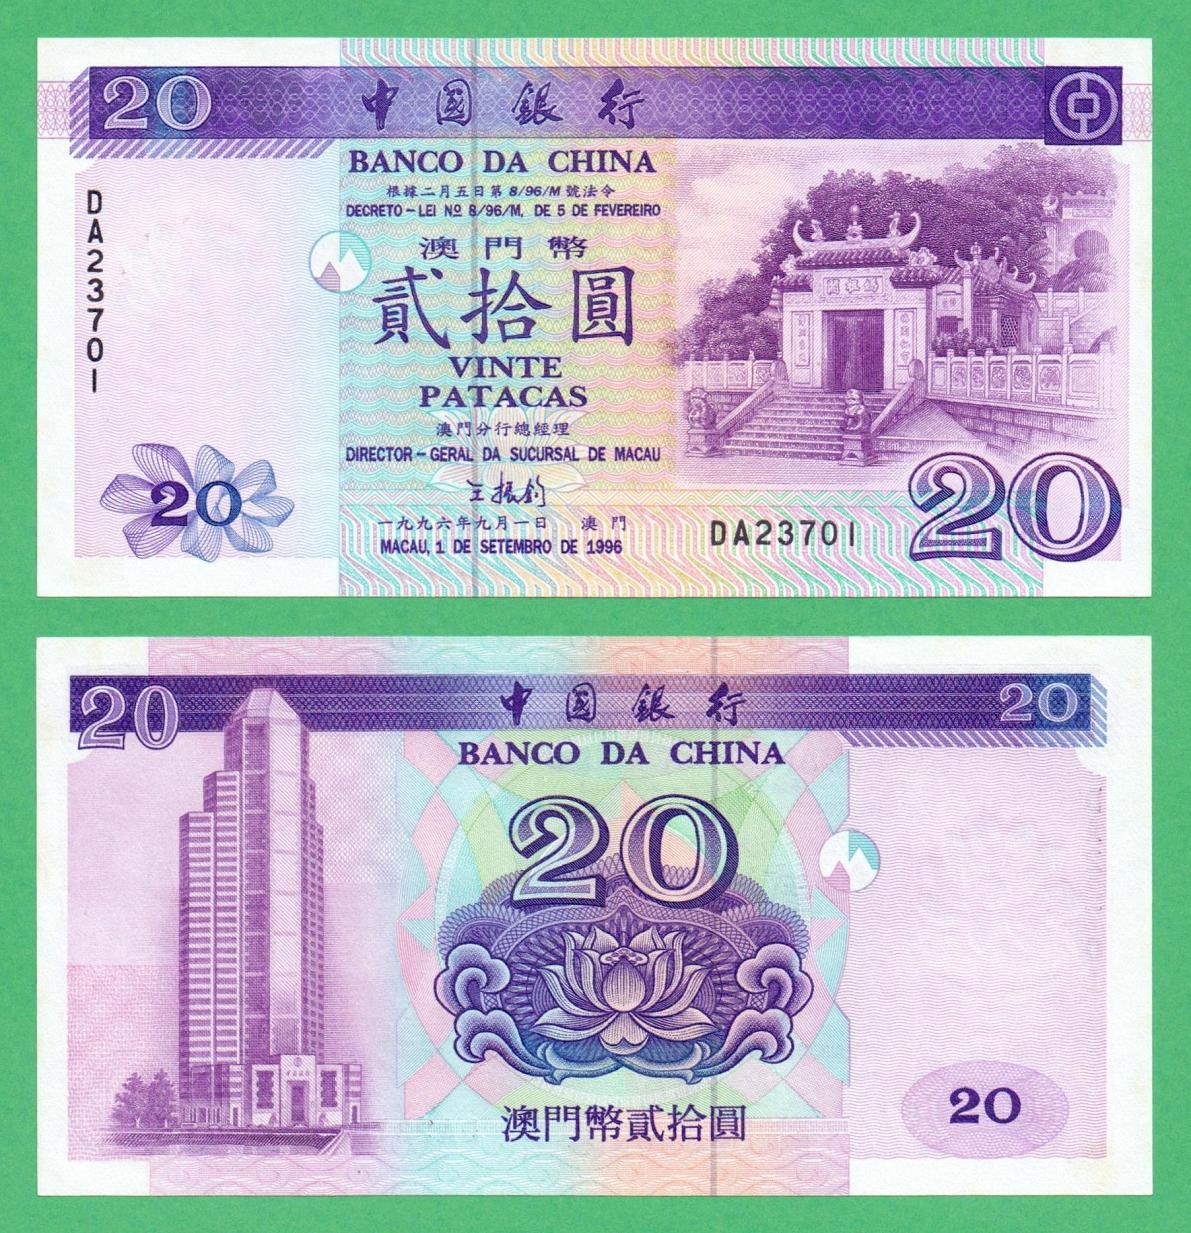 20 中國銀行
BANCO DA CHINA
根據二月五日第 8/96/M 號法令
DECRETO-LEI Nº 8/96/M, DE 5 DE FEVEREIRO
DA23701
澳門幣
貳拾圓
VINTE
PATACAS
澳門分行總經理
DIRECTOR-GERAL DA SUCURSAL DE MACAU
王振鈞
一九九六年九月一日 澳門
MACAU, 1 DE SETEMBRO DE 1996
20
DA23701
20
20 中國銀行 20
BANCO DA CHINA
20
澳門幣貳拾圓
20